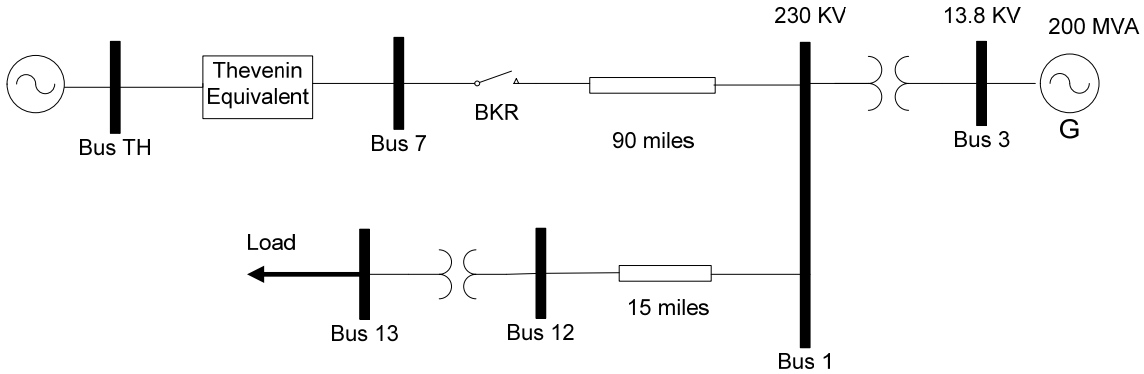 230 KV
13.8 KV
200 MVA
Thevenin
Equivalent
BKR
G
Bus TH
Bus 7
90 miles
Bus 3
Load
15 miles
Bus 13
Bus 12
Bus 1